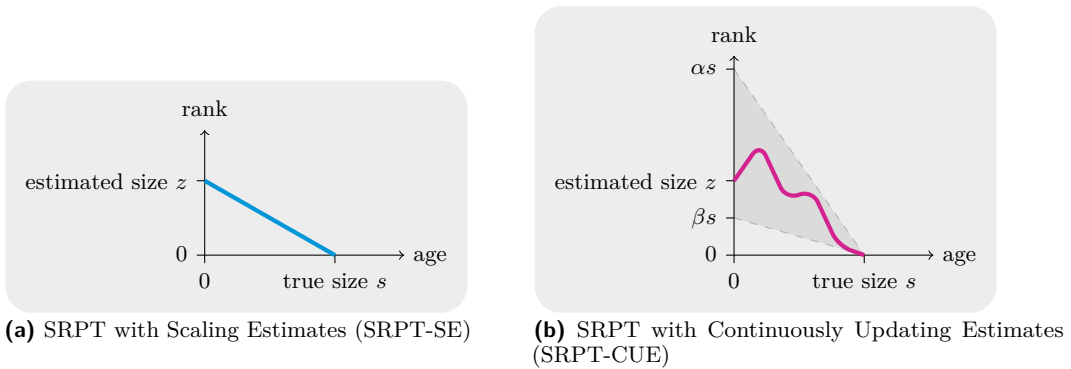 rank
estimated size z
0
age
0
true size s
(a) SRPT with Scaling Estimates (SRPT-SE)
rank
αs
estimated size z
βs
0
age
0
true size s
(b) SRPT with Continuously Updating Estimates
(SRPT-CUE)